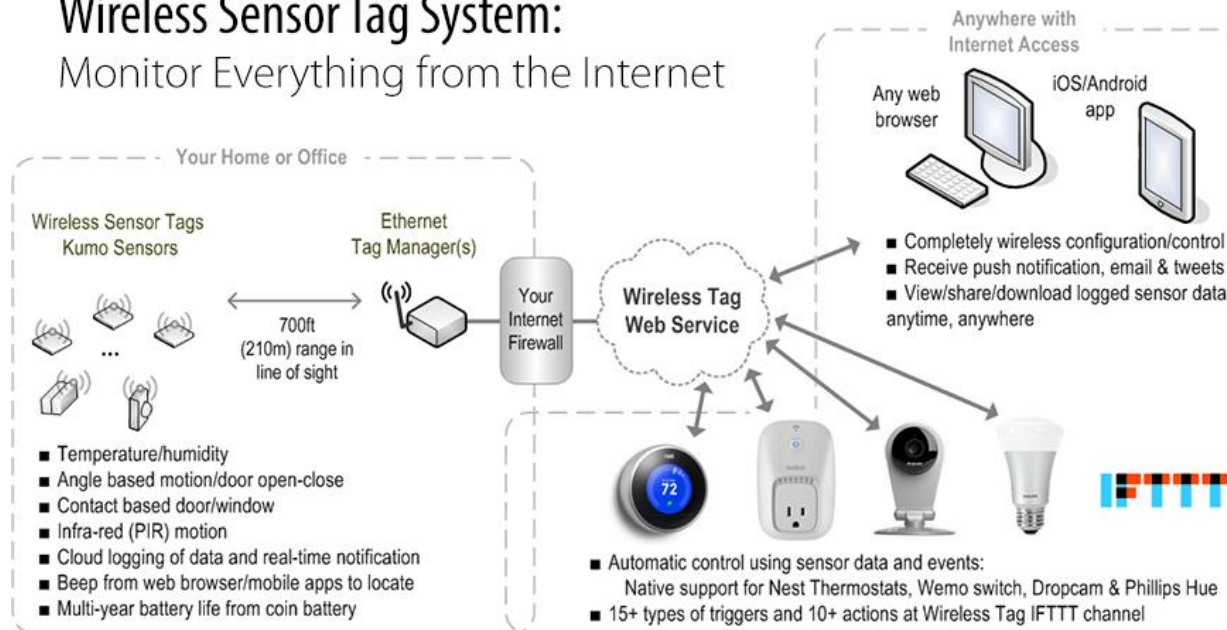 Wireless Sensor Tag System:
Monitor Everything from the Internet
Anywhere with
Internet Access
Any web
browser
iOS/Android
app
■ Completely wireless configuration/control
■ Receive push notification, email & tweets
■ View/share/download logged sensor data
anytime, anywhere
Your Home or Office
Wireless Sensor Tags
Kumo Sensors
...
700ft
(210m) range in
line of sight
Ethernet
Tag Manager(s)
Your
Internet
Firewall
Wireless Tag
Web Service
■ Temperature/humidity
■ Angle based motion/door open-close
■ Contact based door/window
■ Infra-red (PIR) motion
■ Cloud logging of data and real-time notification
■ Beep from web browser/mobile apps to locate
■ Multi-year battery life from coin battery
72
IFTTT
■ Automatic control using sensor data and events:
Native support for Nest Thermostats, Wemo switch, Dropcam & Phillips Hue
■ 15+ types of triggers and 10+ actions at Wireless Tag IFTTT channel